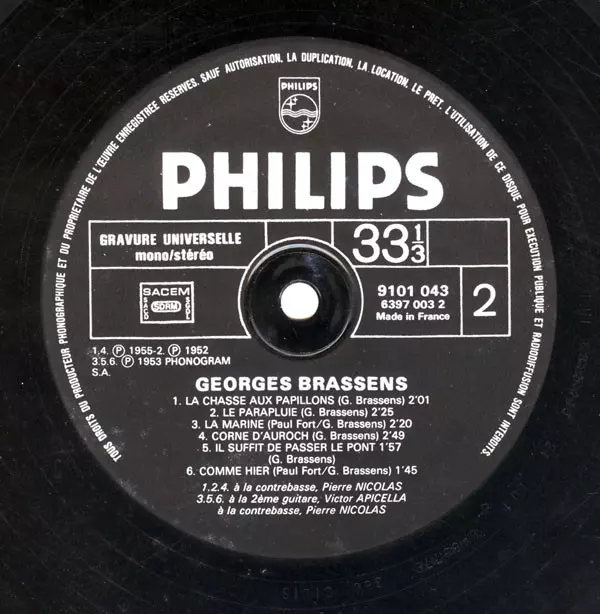 TOUS DROITS DU PRODUCTEUR PHONOGRAPHIQUE ET DU PROPRIETAIRE DE L'ŒUVRE ENREGISTREE RESERVES. SAUF AUTORISATION, LA DUPLICATION, LA LOCATION, LE PRET, L'UTILISATION DE CE DISQUE POUR EXECUTION PUBLIQUE ET RADIODIFFUSION SONT INTERDITS.
PHILIPS
PHILIPS
GRAVURE UNIVERSELLE
mono/stéréo
33 1/3
SACEM
SACD SDRM SGDL
9101 043
6397 003 2
Made in France
2
1.4. Ⓟ 1955-2. Ⓟ 1952
3.5.6. Ⓟ 1953 PHONOGRAM
S.A.
GEORGES BRASSENS
1. LA CHASSE AUX PAPILLONS (G. Brassens) 2'01
2. LE PARAPLUIE (G. Brassens) 2'25
3. LA MARINE (Paul Fort/G. Brassens) 2'20
4. CORNE D'AUROCH (G. Brassens) 2'49
5. IL SUFFIT DE PASSER LE PONT 1'57
(G. Brassens)
6. COMME HIER (Paul Fort/G. Brassens) 1'45
1.2.4. à la contrebasse, Pierre NICOLAS
3.5.6. à la 2ème guitare, Victor APICELLA
à la contrebasse, Pierre NICOLAS